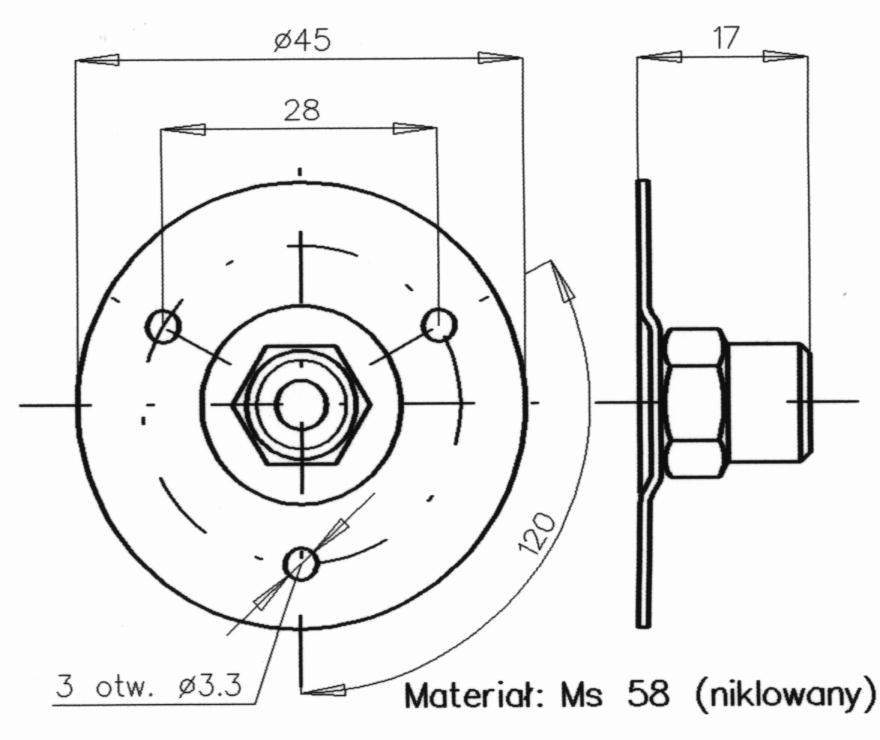 ø45
17
28
120
3 otw. ø3.3
Materiał: Ms 58 (niklowany)